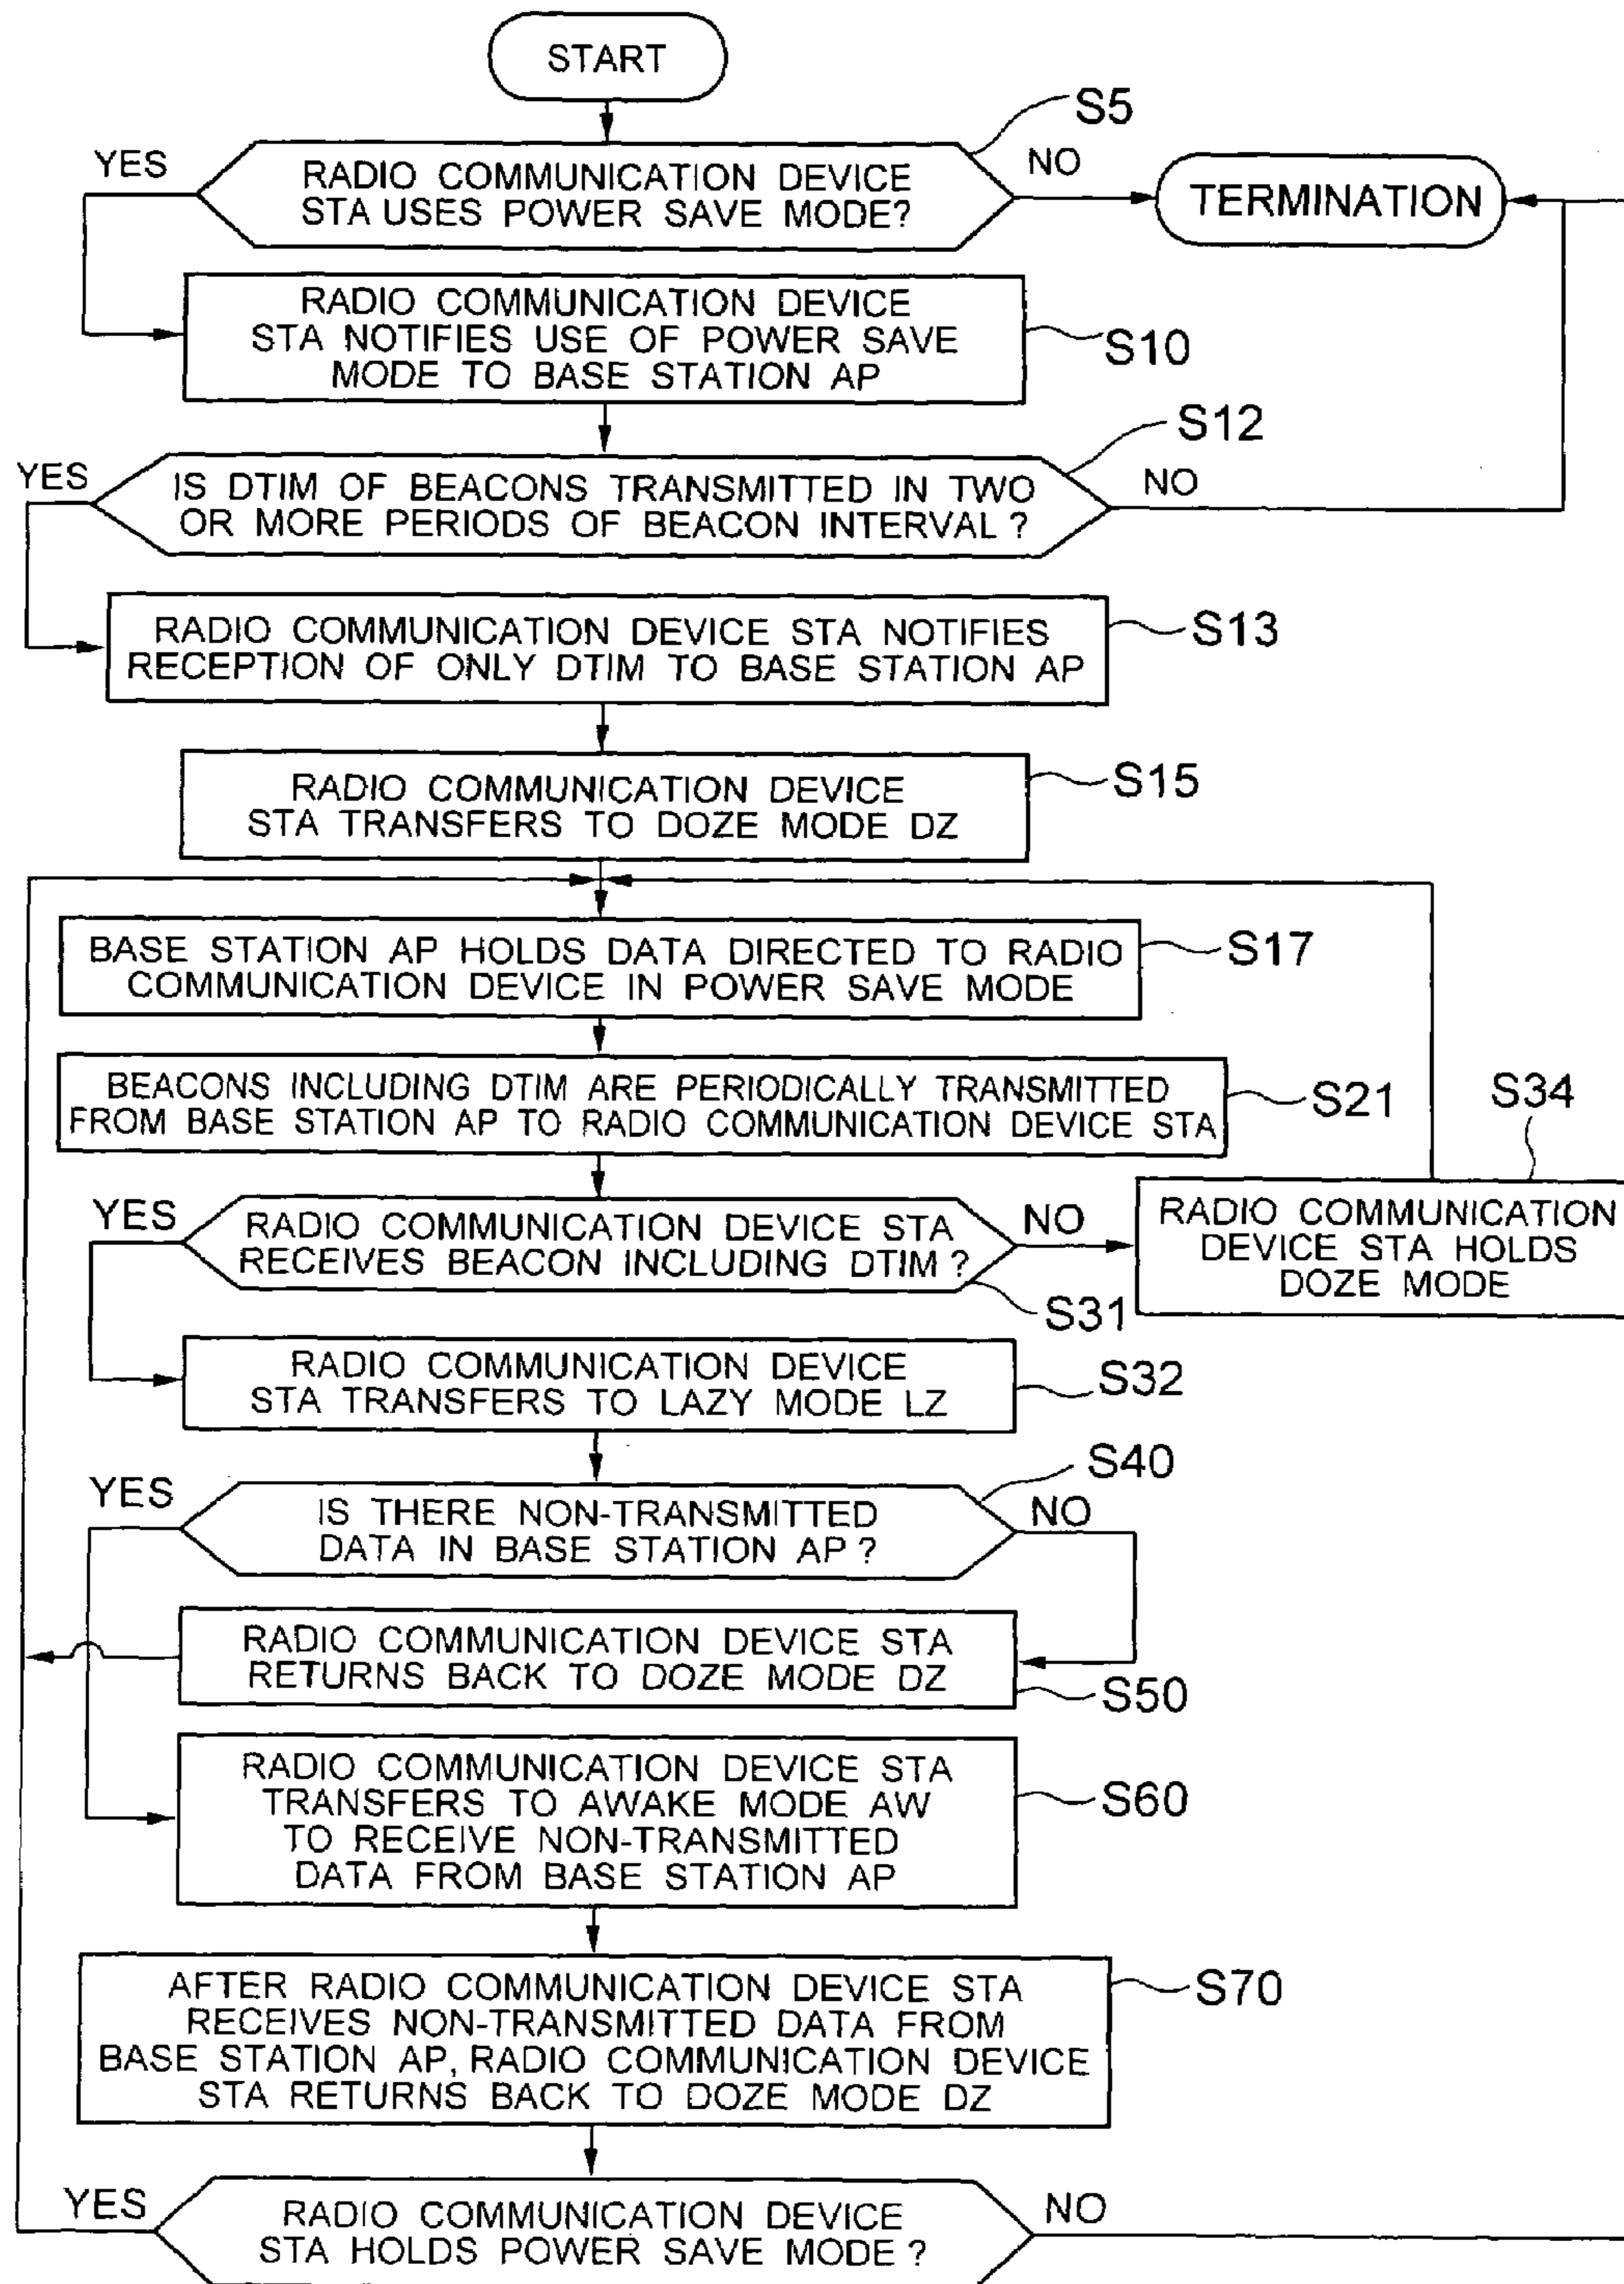 START
S5
YES
RADIO COMMUNICATION DEVICE
STA USES POWER SAVE MODE?
NO
TERMINATION
RADIO COMMUNICATION DEVICE
STA NOTIFIES USE OF POWER SAVE
MODE TO BASE STATION AP
S10
S12
YES
IS DTIM OF BEACONS TRANSMITTED IN TWO
OR MORE PERIODS OF BEACON INTERVAL ?
NO
RADIO COMMUNICATION DEVICE STA NOTIFIES
RECEPTION OF ONLY DTIM TO BASE STATION AP
S13
RADIO COMMUNICATION DEVICE
STA TRANSFERS TO DOZE MODE DZ
S15
BASE STATION AP HOLDS DATA DIRECTED TO RADIO
COMMUNICATION DEVICE IN POWER SAVE MODE
S17
BEACONS INCLUDING DTIM ARE PERIODICALLY TRANSMITTED
FROM BASE STATION AP TO RADIO COMMUNICATION DEVICE STA
S21
S34
YES
RADIO COMMUNICATION DEVICE STA
RECEIVES BEACON INCLUDING DTIM ?
NO
S31
RADIO COMMUNICATION
DEVICE STA HOLDS
DOZE MODE
RADIO COMMUNICATION DEVICE
STA TRANSFERS TO LAZY MODE LZ
S32
S40
YES
IS THERE NON-TRANSMITTED
DATA IN BASE STATION AP ?
NO
RADIO COMMUNICATION DEVICE STA
RETURNS BACK TO DOZE MODE DZ
S50
RADIO COMMUNICATION DEVICE STA
TRANSFERS TO AWAKE MODE AW
TO RECEIVE NON-TRANSMITTED
DATA FROM BASE STATION AP
S60
AFTER RADIO COMMUNICATION DEVICE STA
RECEIVES NON-TRANSMITTED DATA FROM
BASE STATION AP, RADIO COMMUNICATION DEVICE
STA RETURNS BACK TO DOZE MODE DZ
S70
YES
RADIO COMMUNICATION DEVICE
STA HOLDS POWER SAVE MODE ?
NO